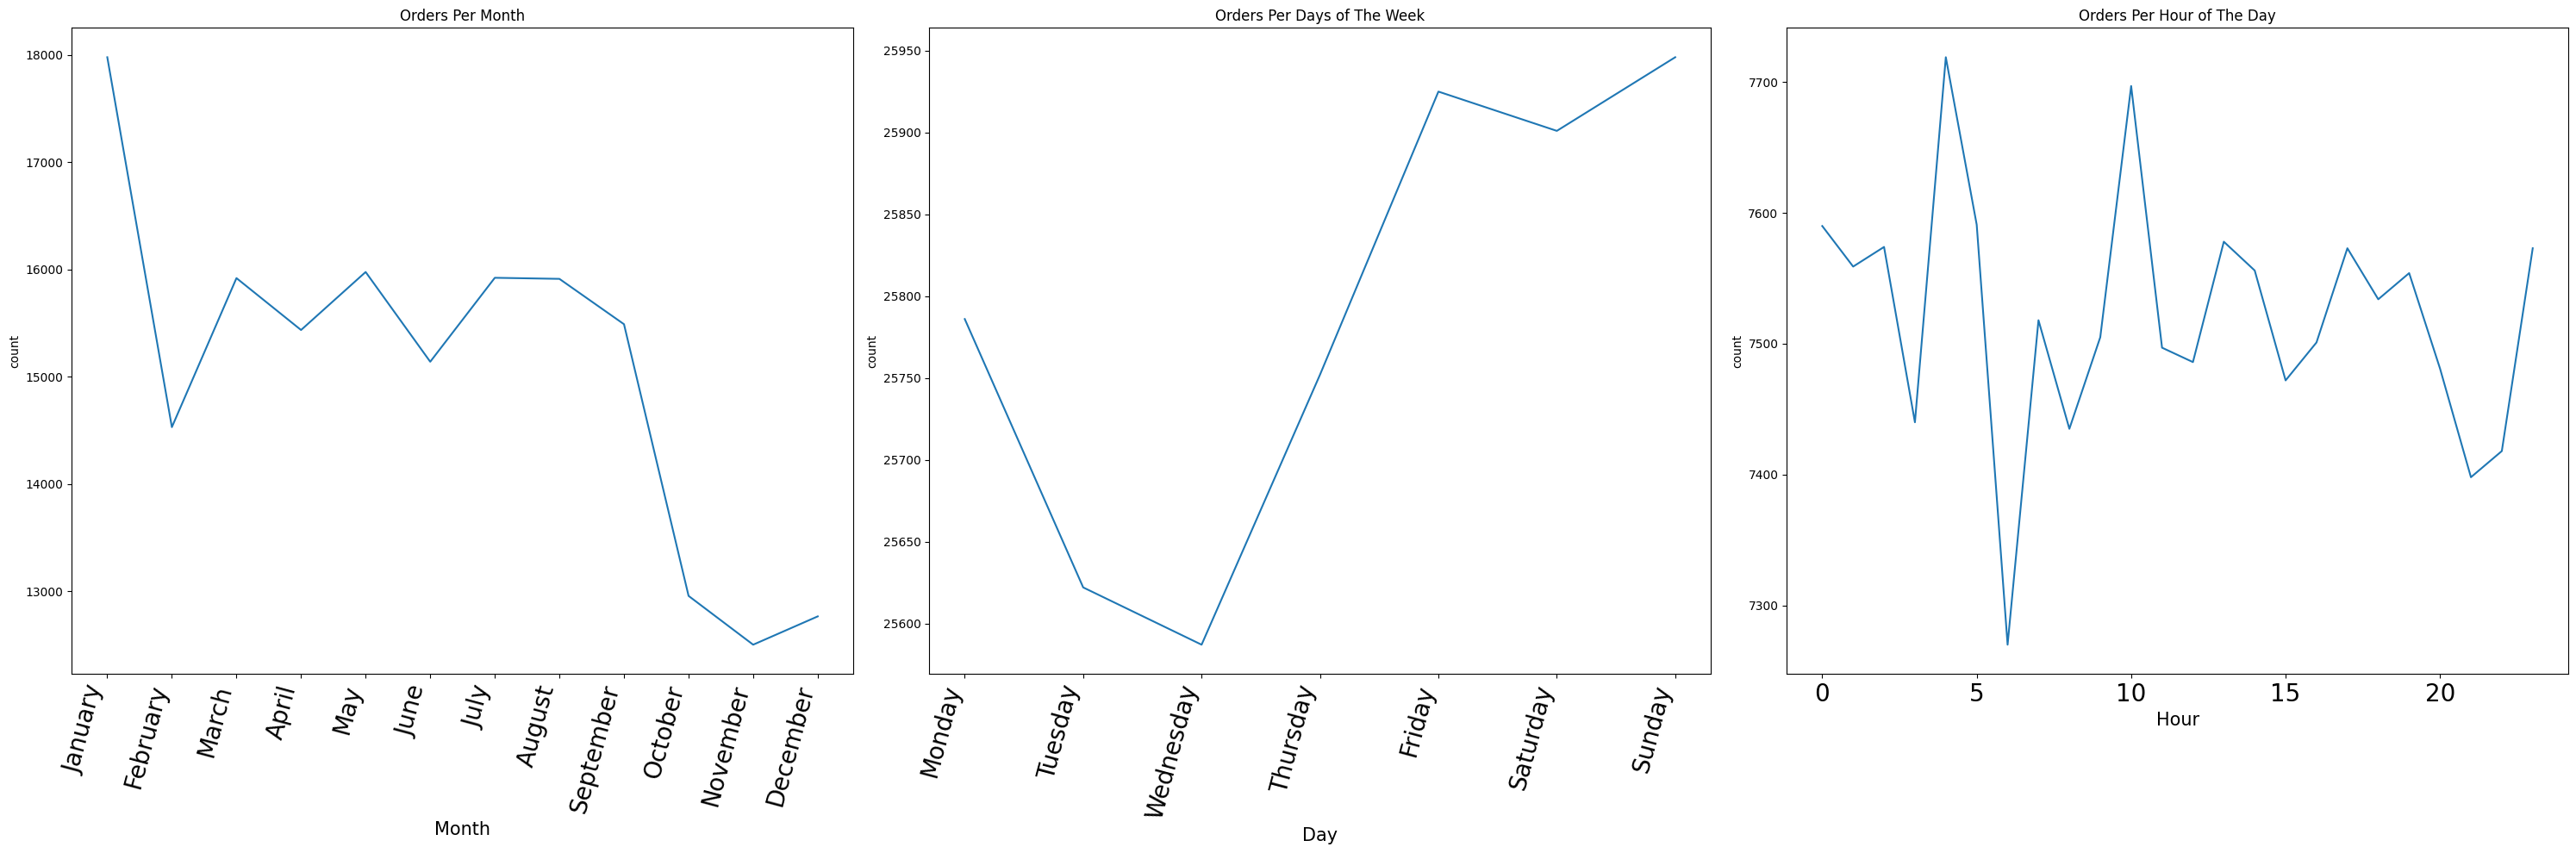 Orders Per Month
18000
17000
16000
15000
14000
13000
count
January
February
March
April
May
June
July
August
September
October
November
December
Month
Orders Per Days of The Week
25950
25900
25850
25800
25750
25700
25650
25600
count
Monday
Tuesday
Wednesday
Thursday
Friday
Saturday
Sunday
Day
Orders Per Hour of The Day
7700
7600
7500
7400
7300
count
0 5 10 15 20
Hour